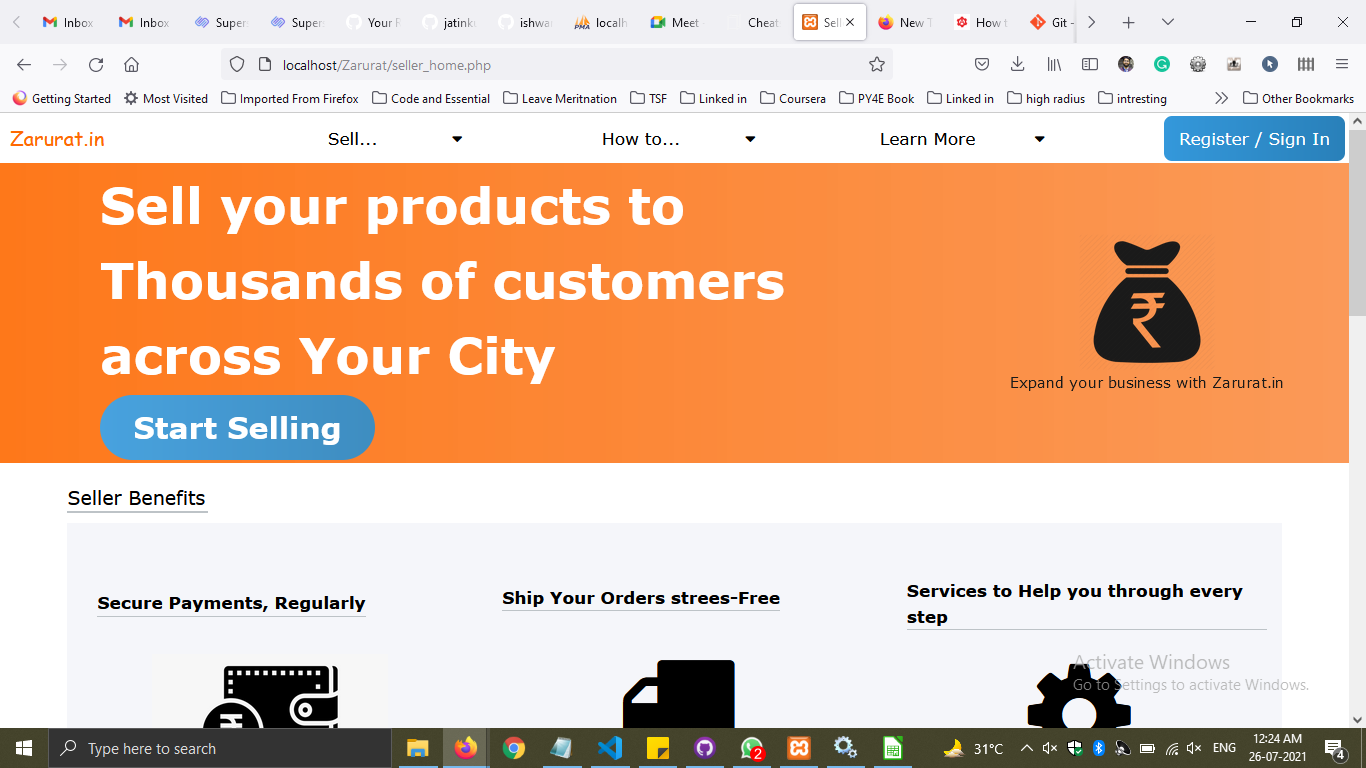 Inbox
Inbox
Super
Super
Your R
jatinku
ishwa
localh
Meet
Cheat
Sell
New T
How t
Git -
localhost/Zarurat/seller_home.php
Getting Started
Most Visited
Imported From Firefox
Code and Essential
Leave Meritnation
TSF
Linked in
Coursera
PY4E Book
Linked in
high radius
intresting
Other Bookmarks
Zarurat.in
Sell...
How to...
Learn More
Register / Sign In
Sell your products to
Thousands of customers
across Your City
Start Selling
₹
Expand your business with Zarurat.in
Seller Benefits
Secure Payments, Regularly
Ship Your Orders strees-Free
Services to Help you through every
step
Activate Windows
Go to Settings to activate Windows.
Type here to search
2
31°C
ENG
12:24 AM
26-07-2021
4